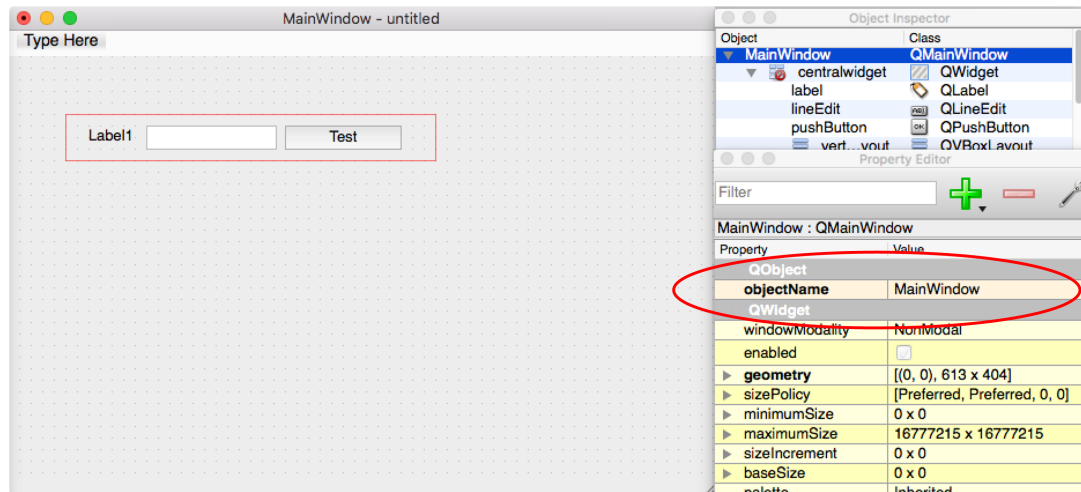 MainWindow - untitled
Type Here
Label1 Test
Object Inspector
Object Class
MainWindow QMainWindow
centralwidget QWidget
label QLabel
lineEdit QLineEdit
pushButton QPushButton
vert...yout QVBoxLayout
Property Editor
Filter
MainWindow : QMainWindow
Property Value
QObject
objectName MainWindow
QWidget
windowModality NonModal
enabled
geometry [(0, 0), 613 x 404]
sizePolicy [Preferred, Preferred, 0, 0]
minimumSize 0 x 0
maximumSize 16777215 x 16777215
sizeIncrement 0 x 0
baseSize 0 x 0
palette Inherited